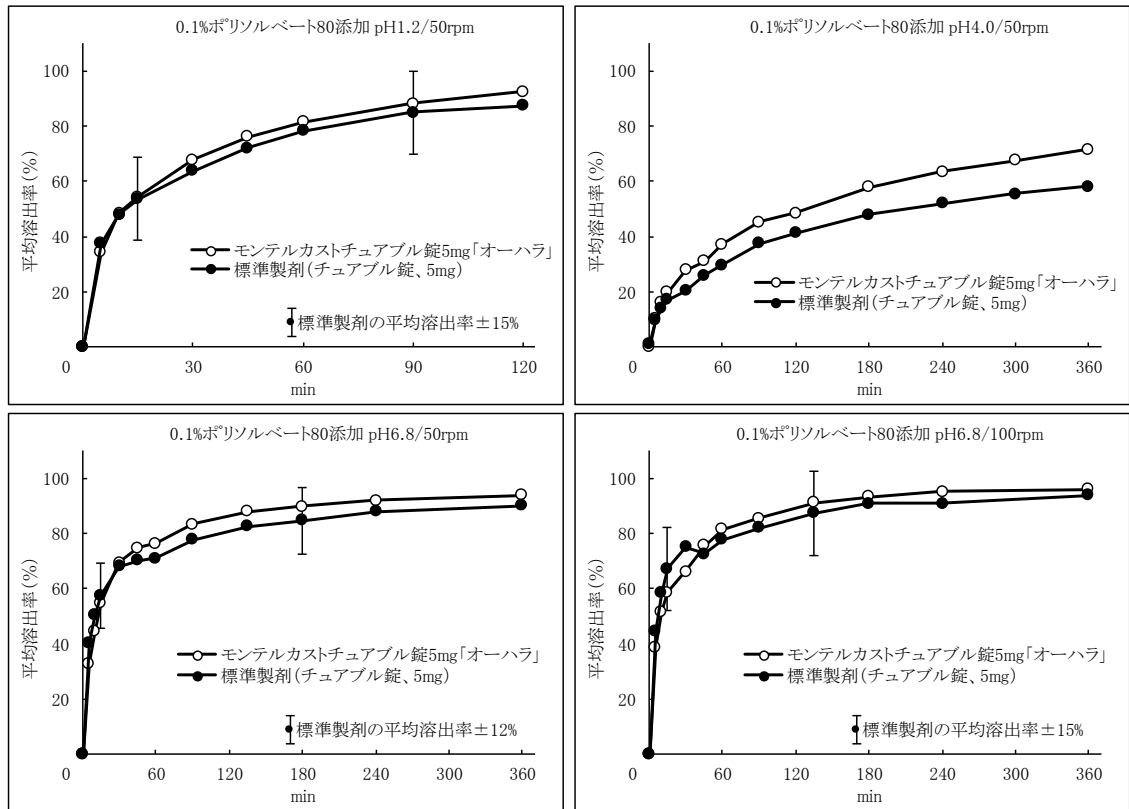 0.1%ポリソルベート80添加 pH1.2/50rpm
平均溶出率(%)
100
80
60
40
20
0
30
60
90
120
min
モンテルカストチュアブル錠5mg「オーハラ」
標準製剤(チュアブル錠、5mg)
標準製剤の平均溶出率±15%
0.1%ポリソルベート80添加 pH4.0/50rpm
平均溶出率(%)
100
80
60
40
20
0
60
120
180
240
300
360
min
モンテルカストチュアブル錠5mg「オーハラ」
標準製剤(チュアブル錠、5mg)
0.1%ポリソルベート80添加 pH6.8/50rpm
平均溶出率(%)
100
80
60
40
20
0
60
120
180
240
300
360
min
モンテルカストチュアブル錠5mg「オーハラ」
標準製剤(チュアブル錠、5mg)
標準製剤の平均溶出率±12%
0.1%ポリソルベート80添加 pH6.8/100rpm
平均溶出率(%)
100
80
60
40
20
0
60
120
180
240
300
360
min
モンテルカストチュアブル錠5mg「オーハラ」
標準製剤(チュアブル錠、5mg)
標準製剤の平均溶出率±15%